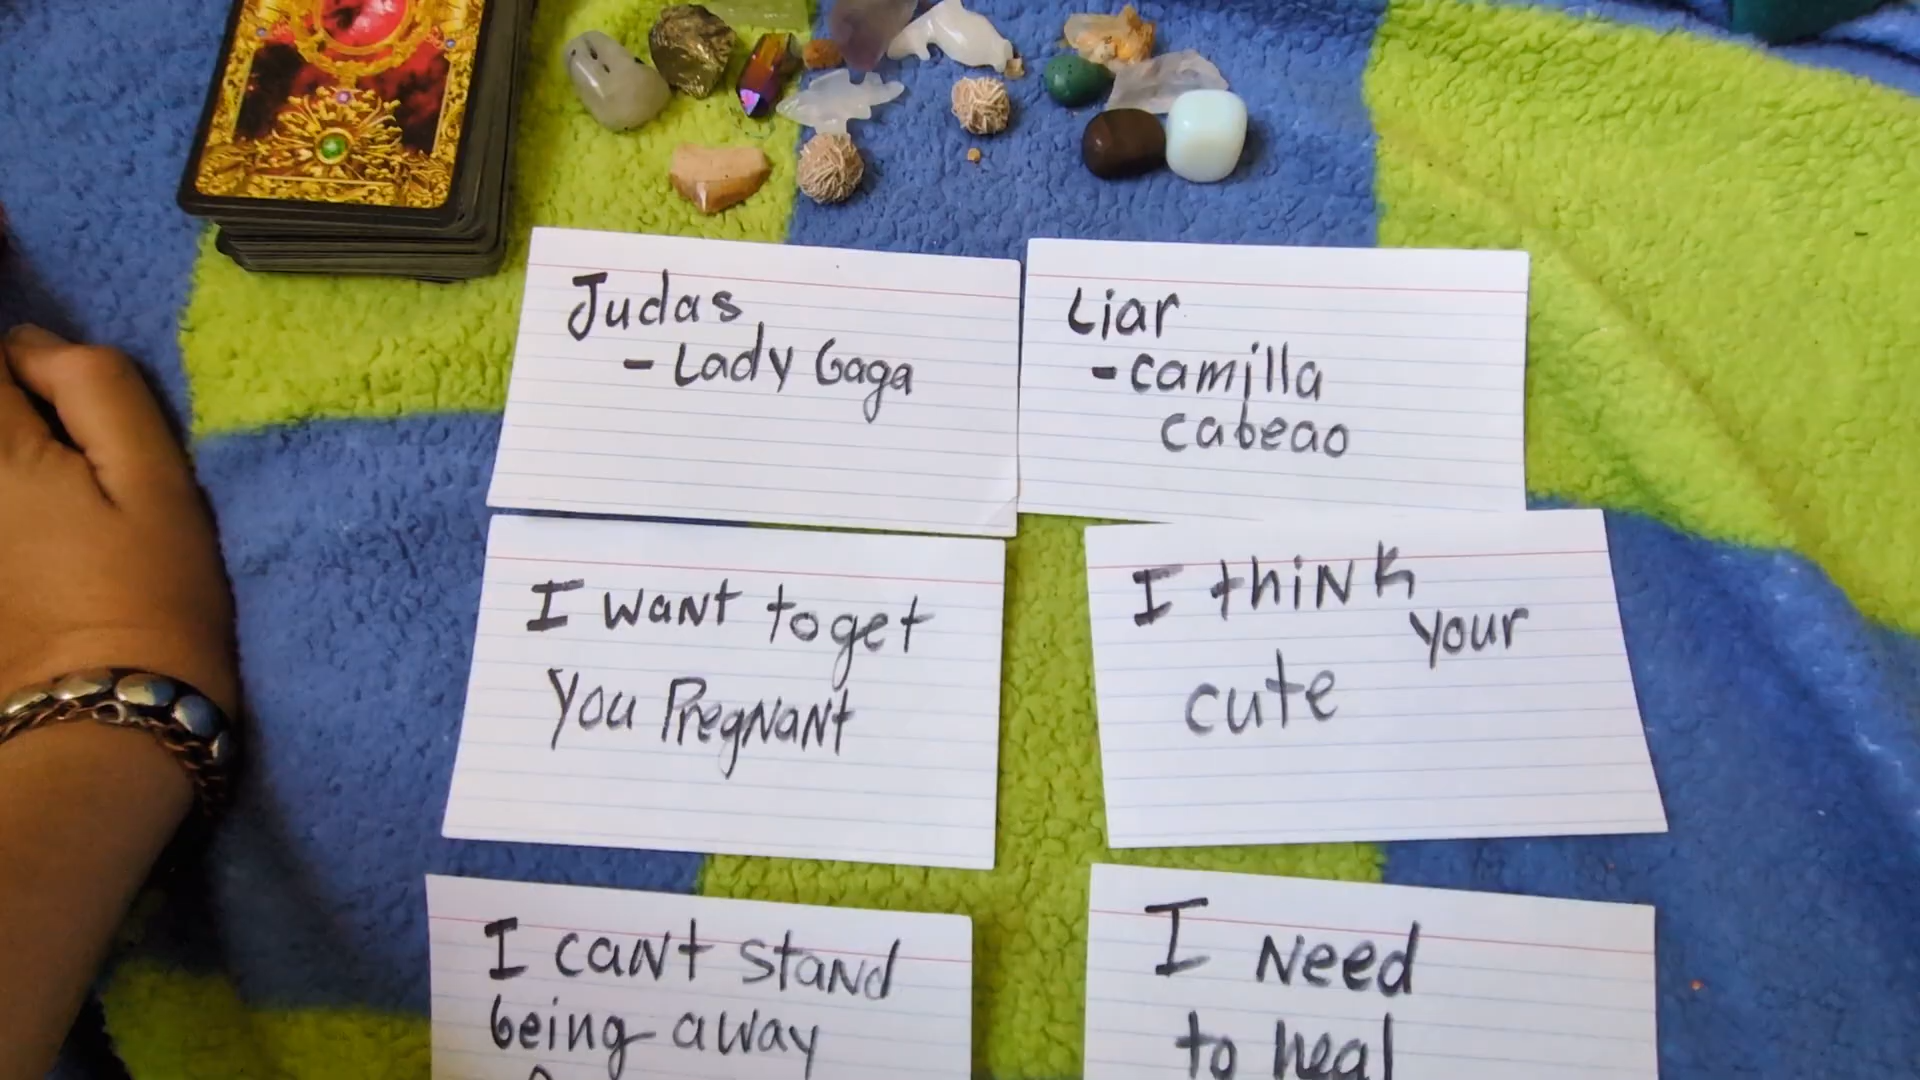 Judas
- Lady Gaga
Liar
- camilla
cabeao
I want to get
you Pregnant
I think
your
cute
I can't stand
being away
I need
to heal